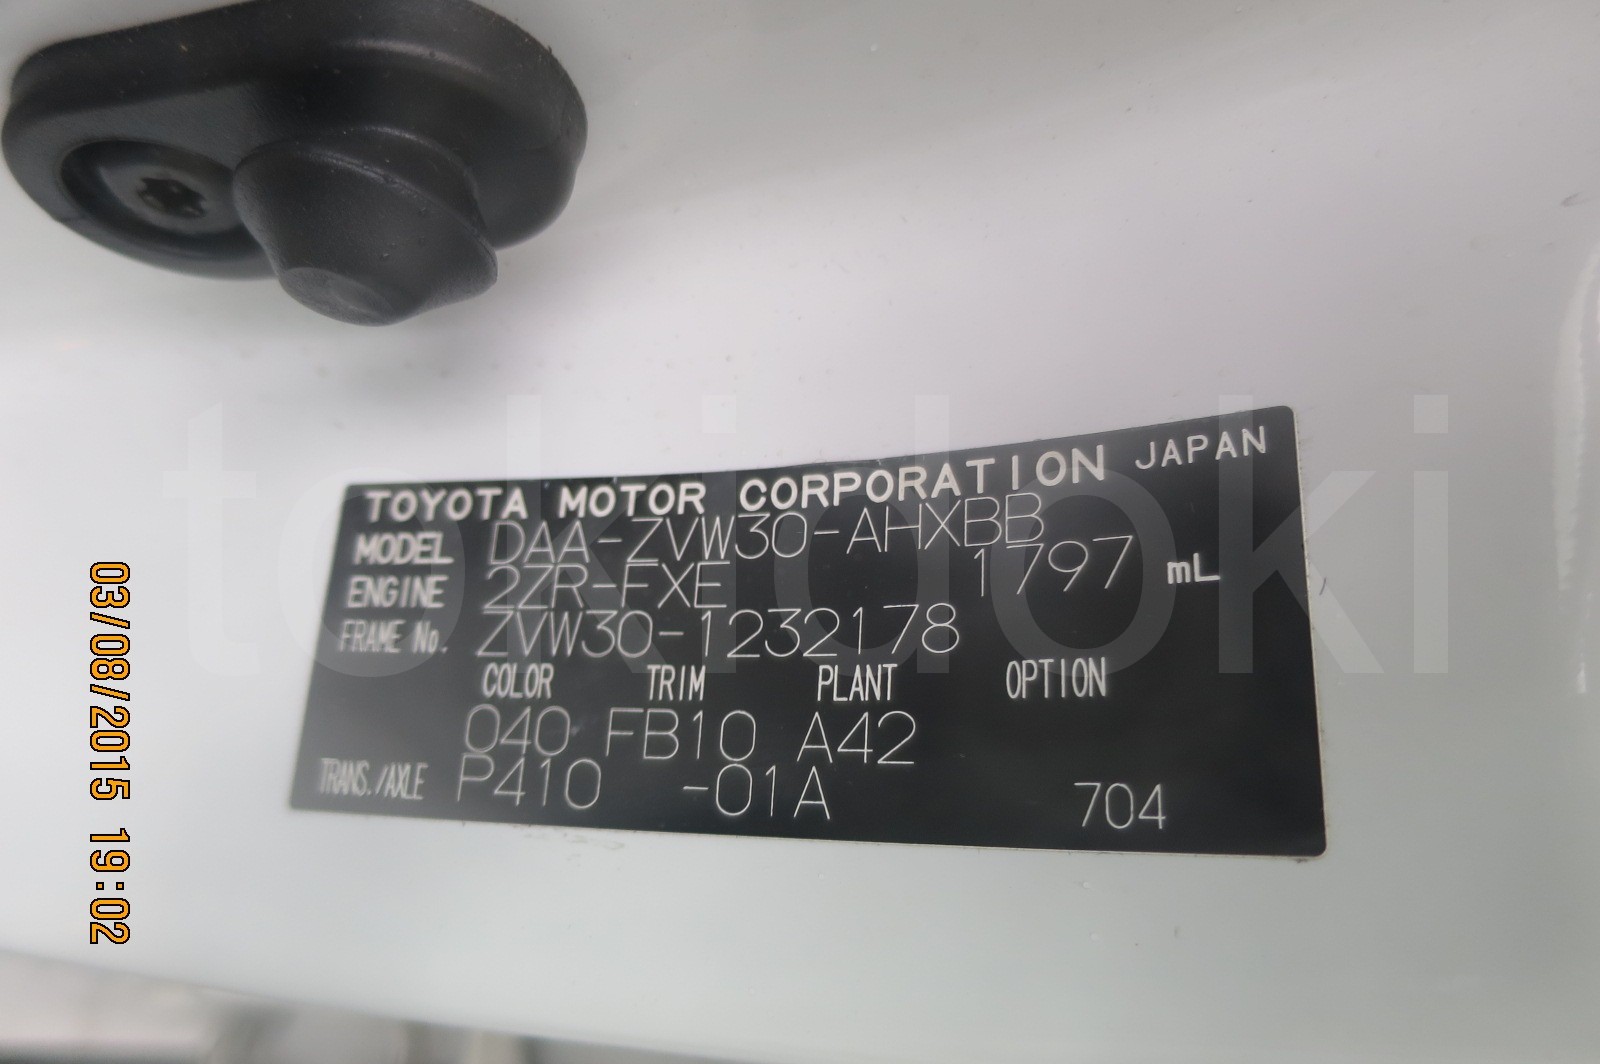 TOYOTA MOTOR CORPORATION JAPAN
MODEL DAA-ZVW30-AHXBB
ENGINE 2ZR-FXE 1797 mL
FRAME No. ZVW30-1232178
COLOR TRIM PLANT OPTION
040 FB10 A42
TRANS./AXLE P410 -01A 704
03/08/2015 19:02
tokidoki